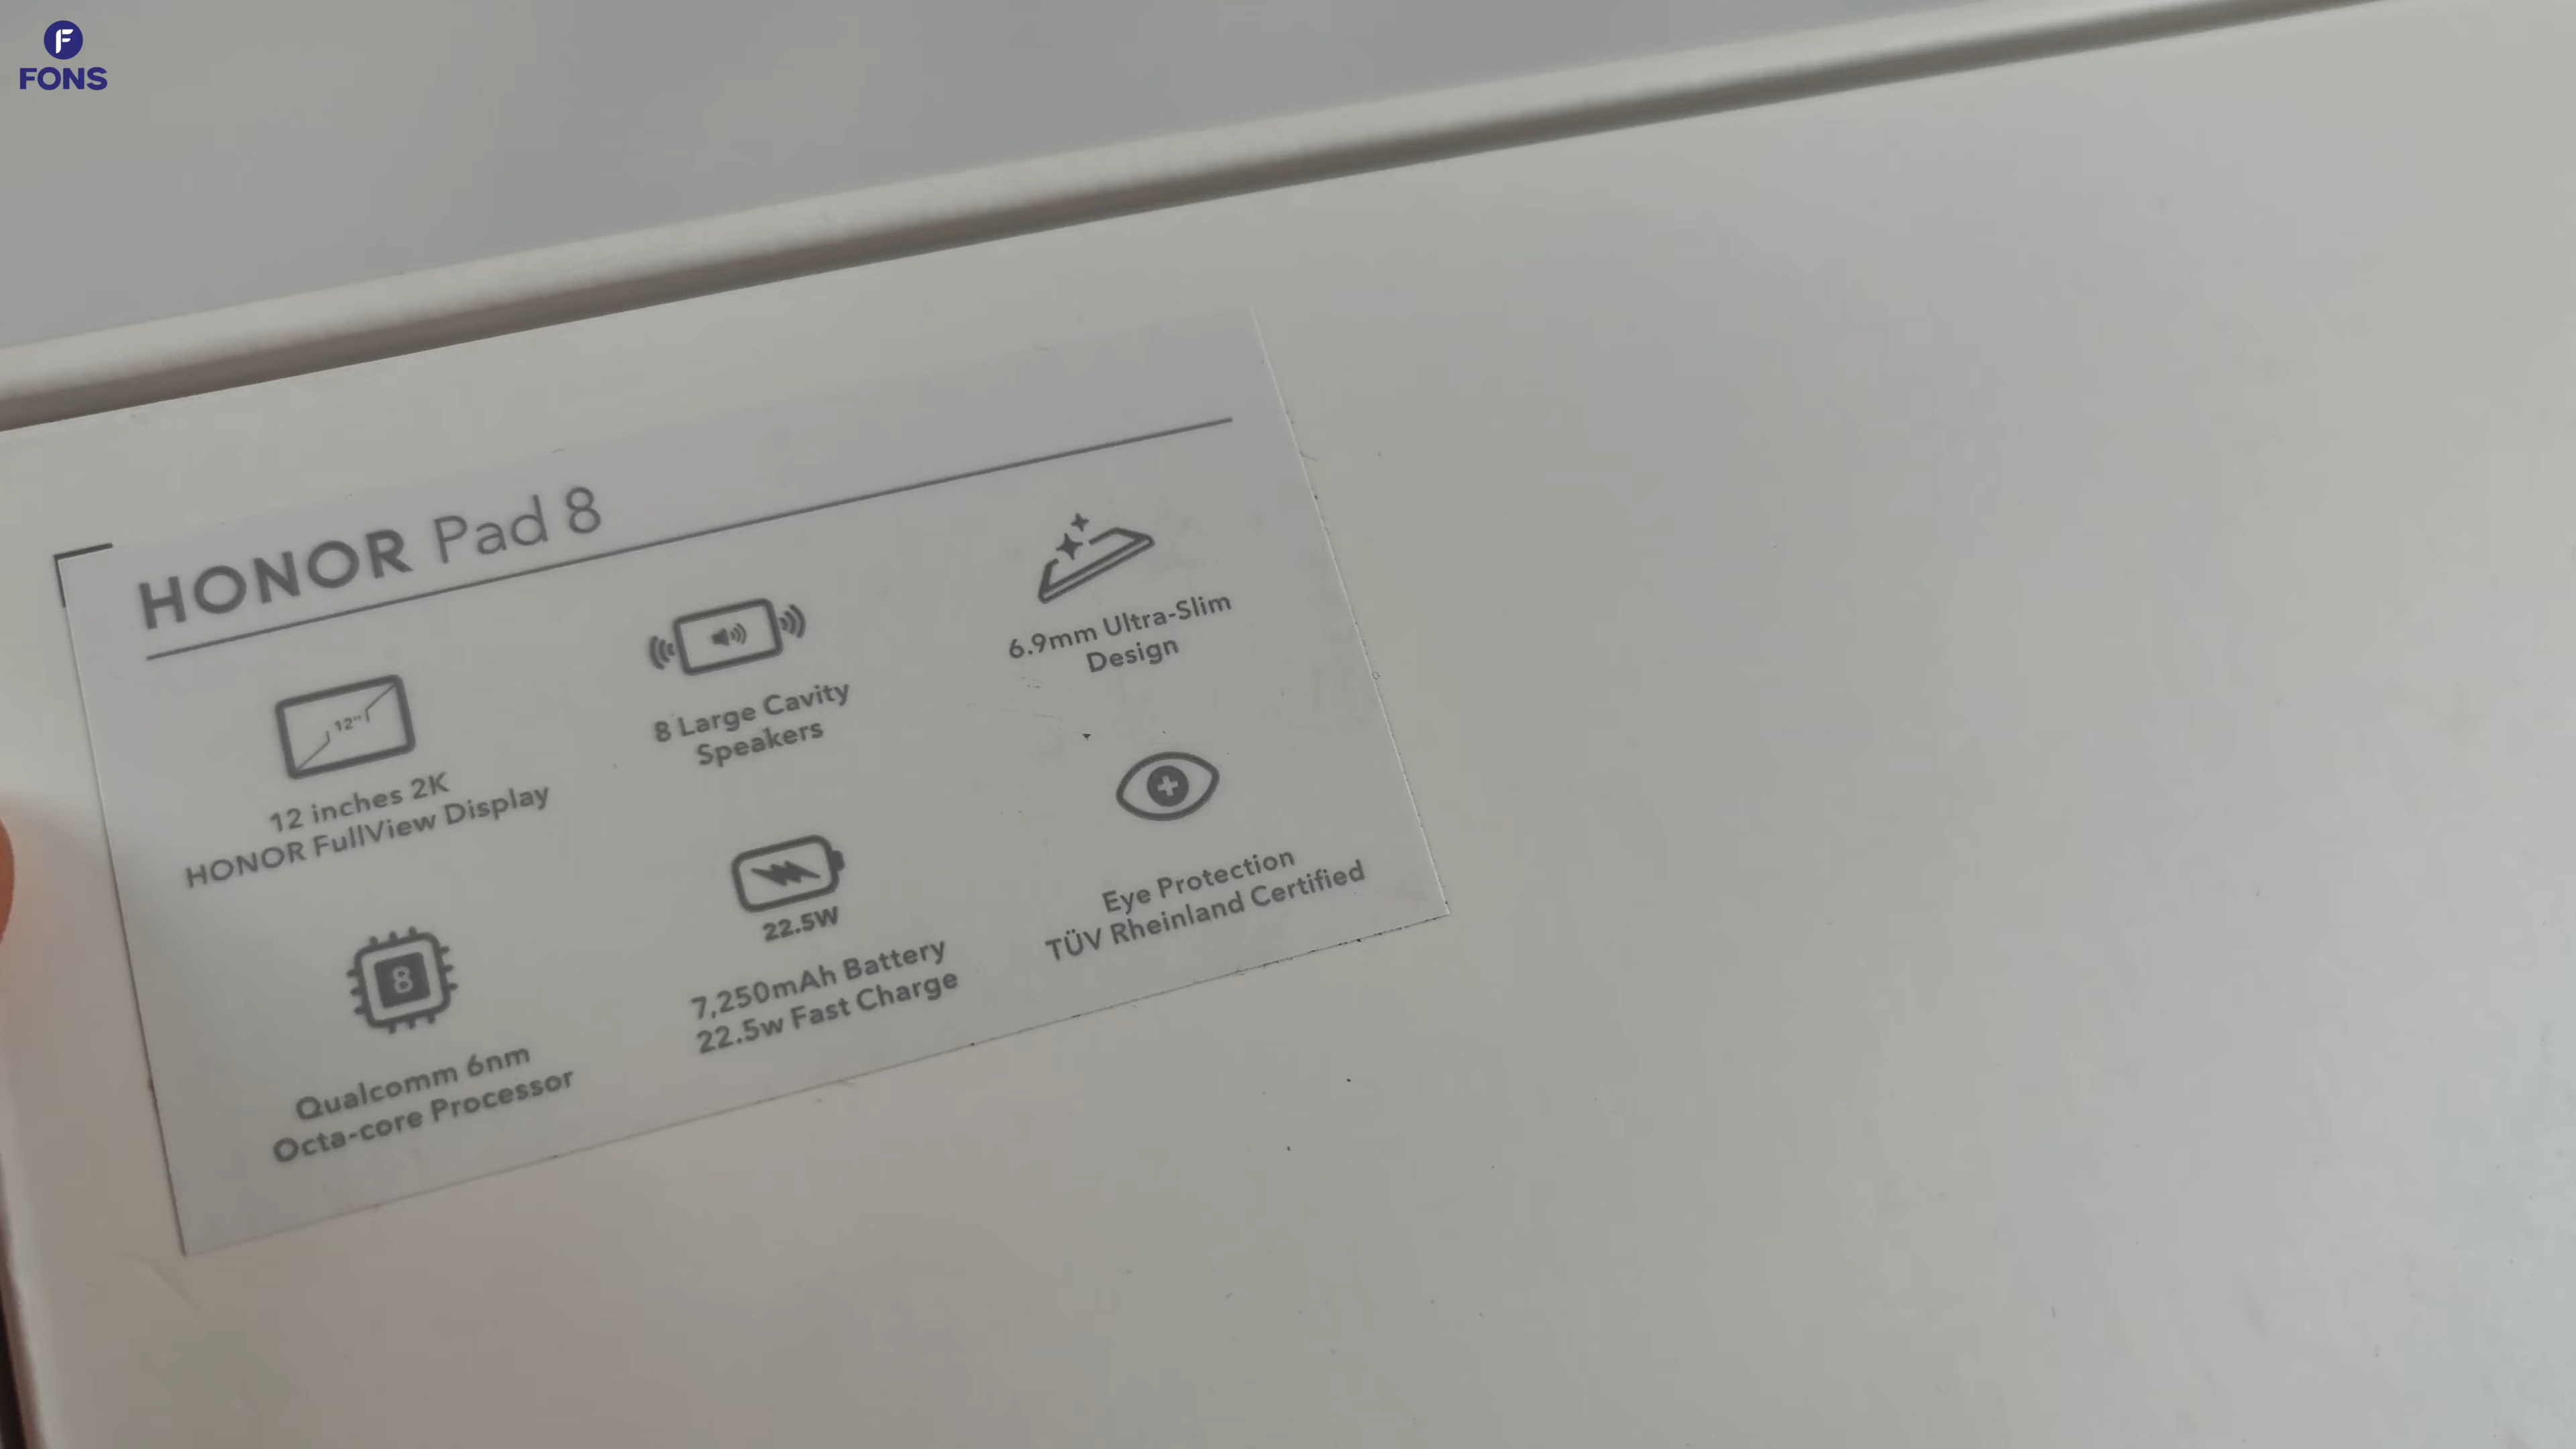 F
FONS
HONOR Pad 8
12"
12 inches 2K
HONOR FullView Display
8 Large Cavity
Speakers
6.9mm Ultra-Slim
Design
8
Qualcomm 6nm
Octa-core Processor
22.5W
7,250mAh Battery
22.5w Fast Charge
Eye Protection
TÜV Rheinland Certified